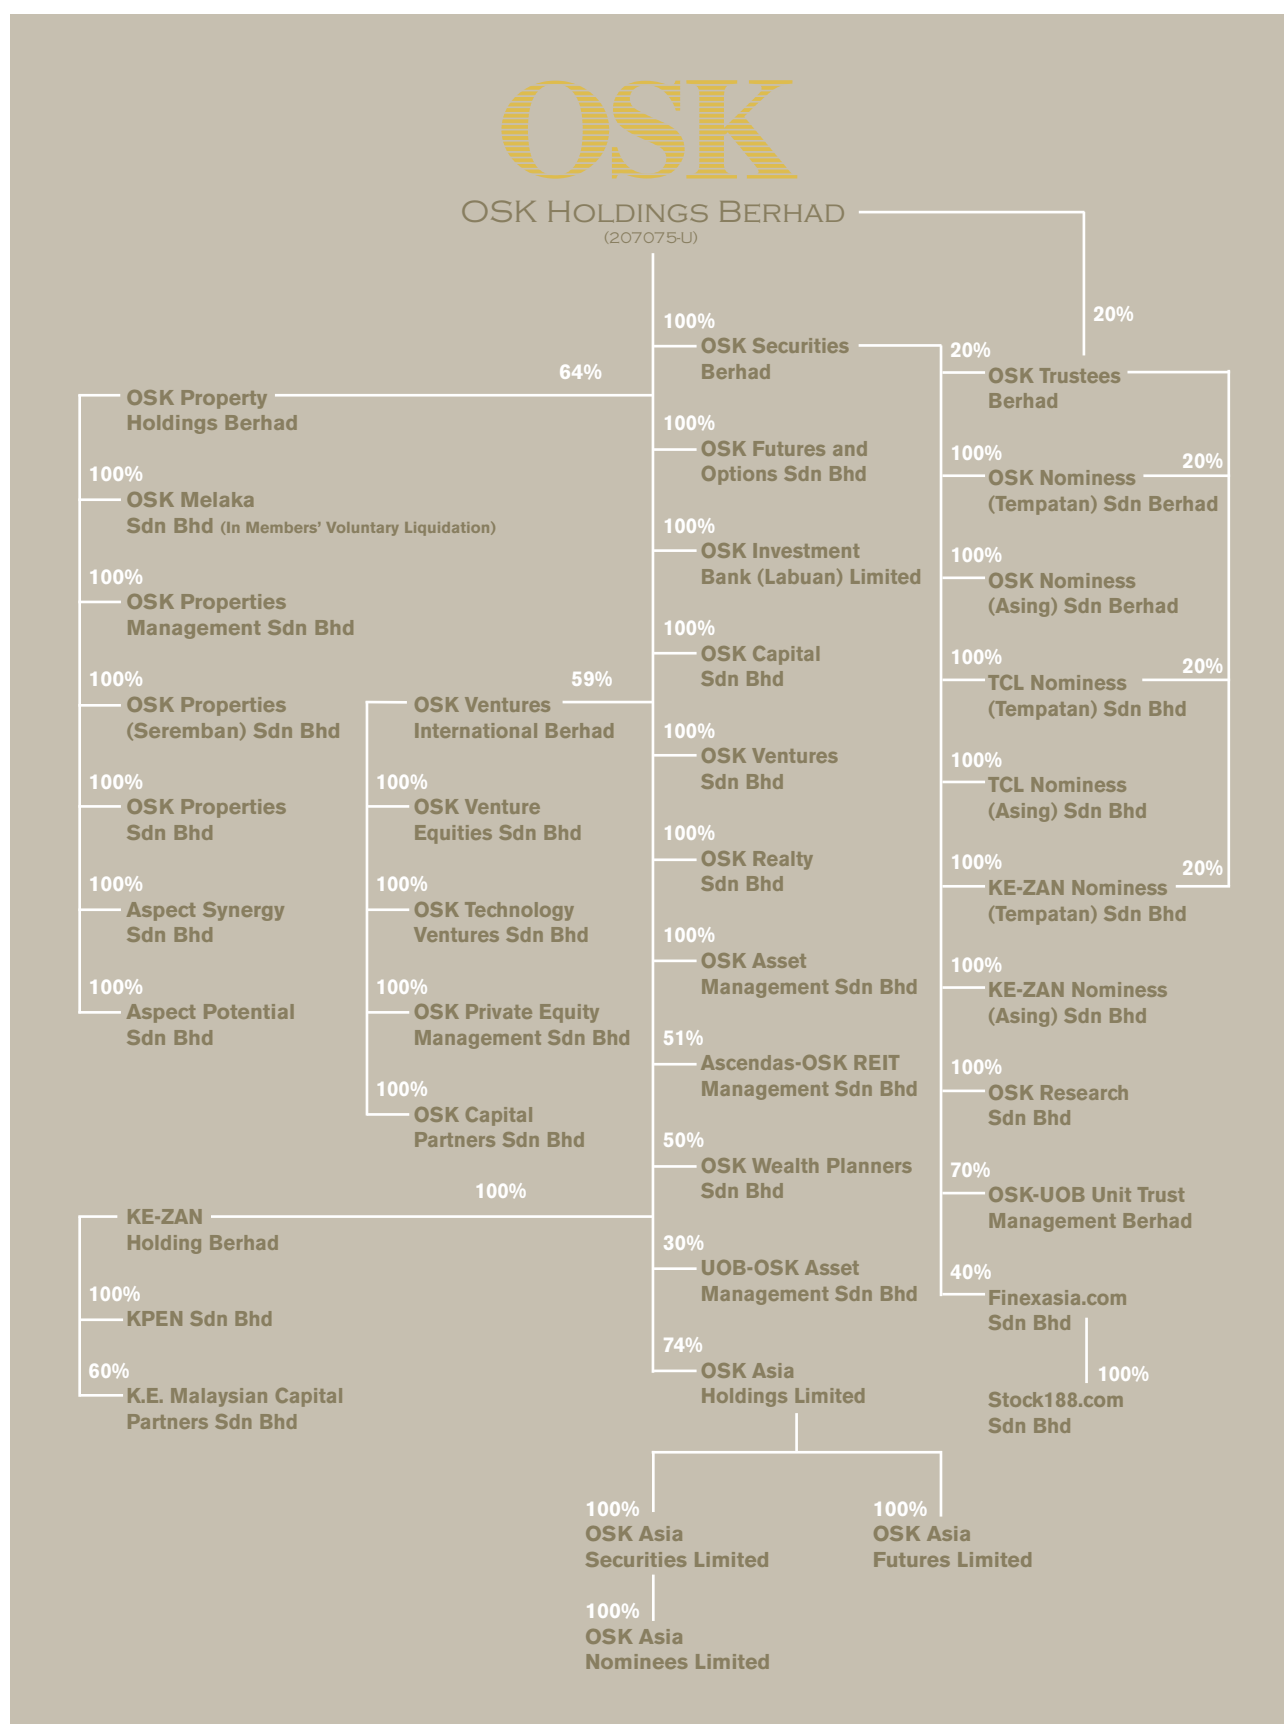 OSK
OSK HOLDINGS BERHAD
(207075-U)
20%
100%
OSK Securities
Berhad
20%
OSK Trustees
Berhad
64%
OSK Property
Holdings Berhad
100%
OSK Melaka
Sdn Bhd (In Members' Voluntary Liquidation)
100%
OSK Properties
Management Sdn Bhd
100%
OSK Properties
(Seremban) Sdn Bhd
100%
OSK Properties
Sdn Bhd
100%
Aspect Synergy
Sdn Bhd
100%
Aspect Potential
Sdn Bhd
59%
OSK Ventures
International Berhad
100%
OSK Venture
Equities Sdn Bhd
100%
OSK Technology
Ventures Sdn Bhd
100%
OSK Private Equity
Management Sdn Bhd
100%
OSK Capital
Partners Sdn Bhd
100%
KE-ZAN
Holding Berhad
100%
KPEN Sdn Bhd
60%
K.E. Malaysian Capital
Partners Sdn Bhd
100%
OSK Futures and
Options Sdn Bhd
100%
OSK Investment
Bank (Labuan) Limited
100%
OSK Capital
Sdn Bhd
100%
OSK Ventures
Sdn Bhd
100%
OSK Realty
Sdn Bhd
100%
OSK Asset
Management Sdn Bhd
51%
Ascendas-OSK REIT
Management Sdn Bhd
50%
OSK Wealth Planners
Sdn Bhd
30%
UOB-OSK Asset
Management Sdn Bhd
74%
OSK Asia
Holdings Limited
100%
OSK Nominess
(Tempatan) Sdn Berhad
20%
100%
OSK Nominess
(Asing) Sdn Berhad
100%
TCL Nominess
(Tempatan) Sdn Bhd
20%
100%
TCL Nominess
(Asing) Sdn Bhd
100%
KE-ZAN Nominess
(Tempatan) Sdn Bhd
20%
100%
KE-ZAN Nominess
(Asing) Sdn Bhd
100%
OSK Research
Sdn Bhd
70%
OSK-UOB Unit Trust
Management Berhad
40%
Finexasia.com
Sdn Bhd
100%
Stock188.com
Sdn Bhd
100%
OSK Asia
Securities Limited
100%
OSK Asia
Futures Limited
100%
OSK Asia
Nominees Limited